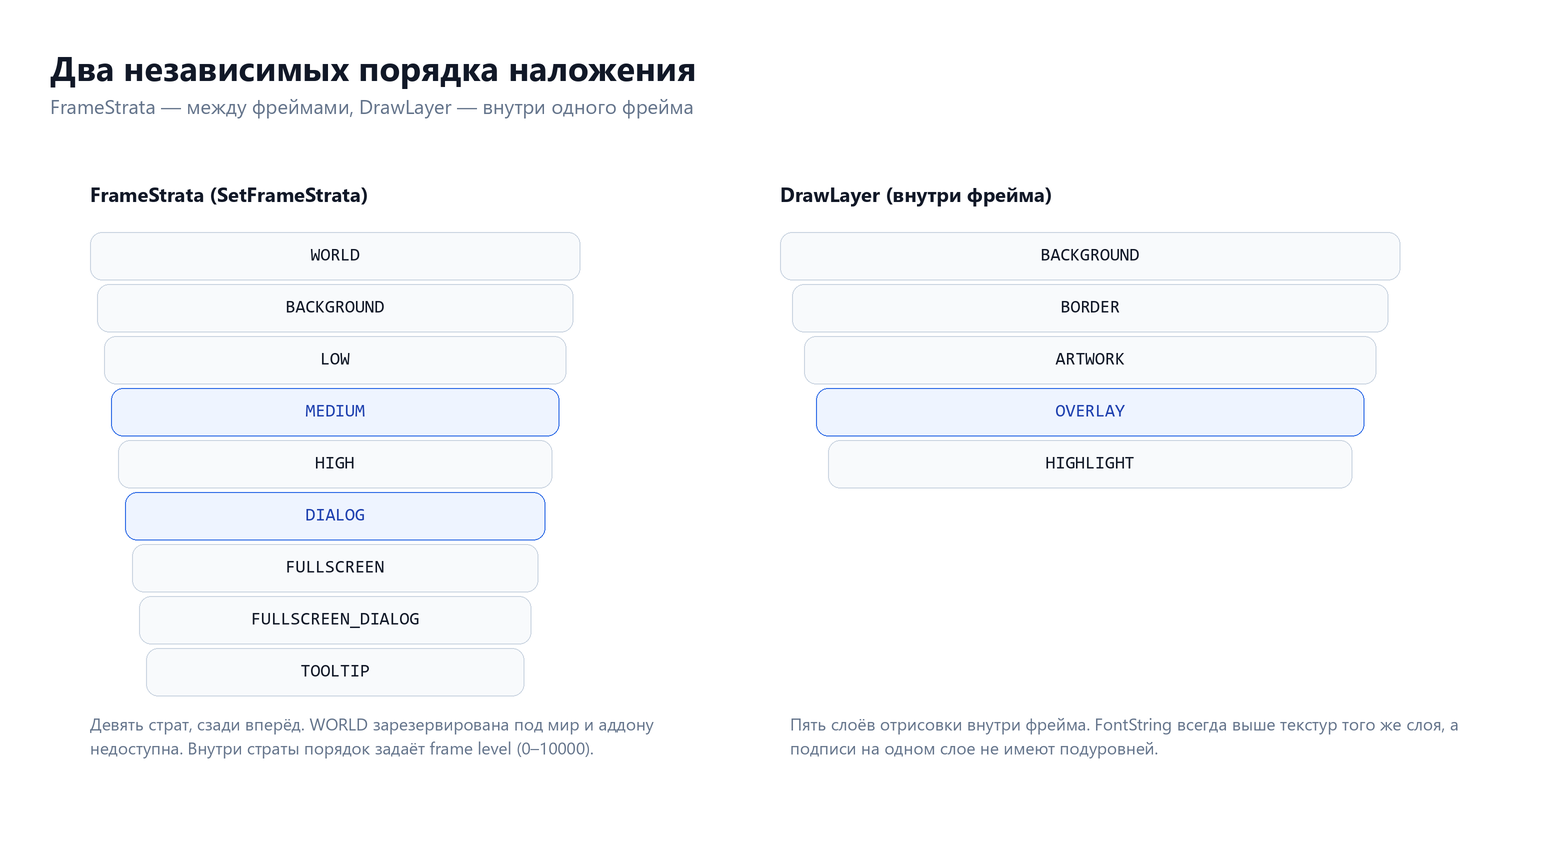 Два независимых порядка наложения
FrameStrata — между фреймами, DrawLayer — внутри одного фрейма
FrameStrata (SetFrameStrata)
WORLD
BACKGROUND
LOW
MEDIUM
HIGH
DIALOG
FULLSCREEN
FULLSCREEN_DIALOG
TOOLTIP
Девять страт, сзади вперёд. WORLD зарезервирована под мир и аддону
недоступна. Внутри страты порядок задаёт frame level (0–10000).
DrawLayer (внутри фрейма)
BACKGROUND
BORDER
ARTWORK
OVERLAY
HIGHLIGHT
Пять слоёв отрисовки внутри фрейма. FontString всегда выше текстур того же слоя, а
подписи на одном слое не имеют подуровней.